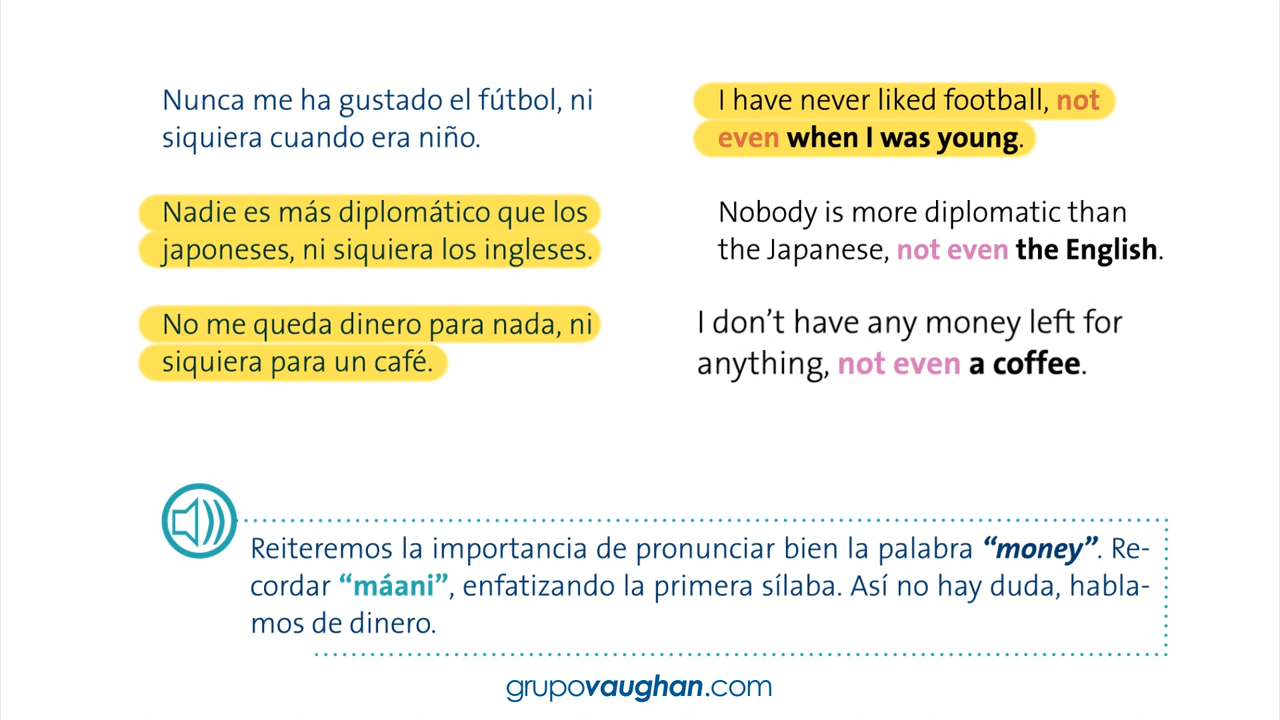 Nunca me ha gustado el fútbol, ni
siquiera cuando era niño.
I have never liked football, not
even when I was young.
Nadie es más diplomático que los
japoneses, ni siquiera los ingleses.
Nobody is more diplomatic than
the Japanese, not even the English.
No me queda dinero para nada, ni
siquiera para un café.
I don’t have any money left for
anything, not even a coffee.
Reiteremos la importancia de pronunciar bien la palabra “money”. Re-
cordar “máani”, enfatizando la primera sílaba. Así no hay duda, habla-
mos de dinero.
grupovaughan.com